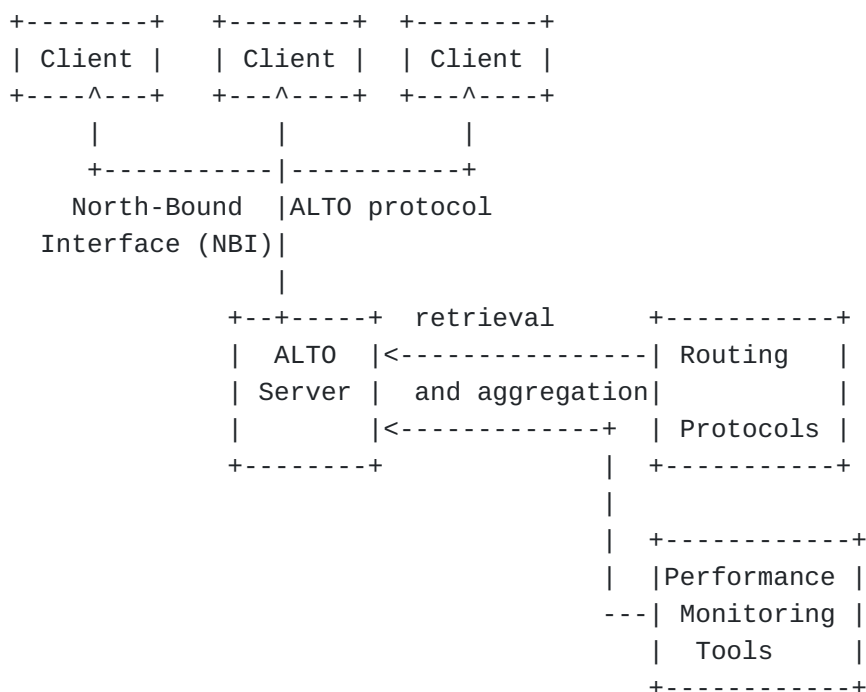 Client Client Client
North-Bound ALTO protocol
Interface (NBI)
retrieval
ALTO Routing
Server and aggregation
Protocols
Performance
Monitoring
Tools